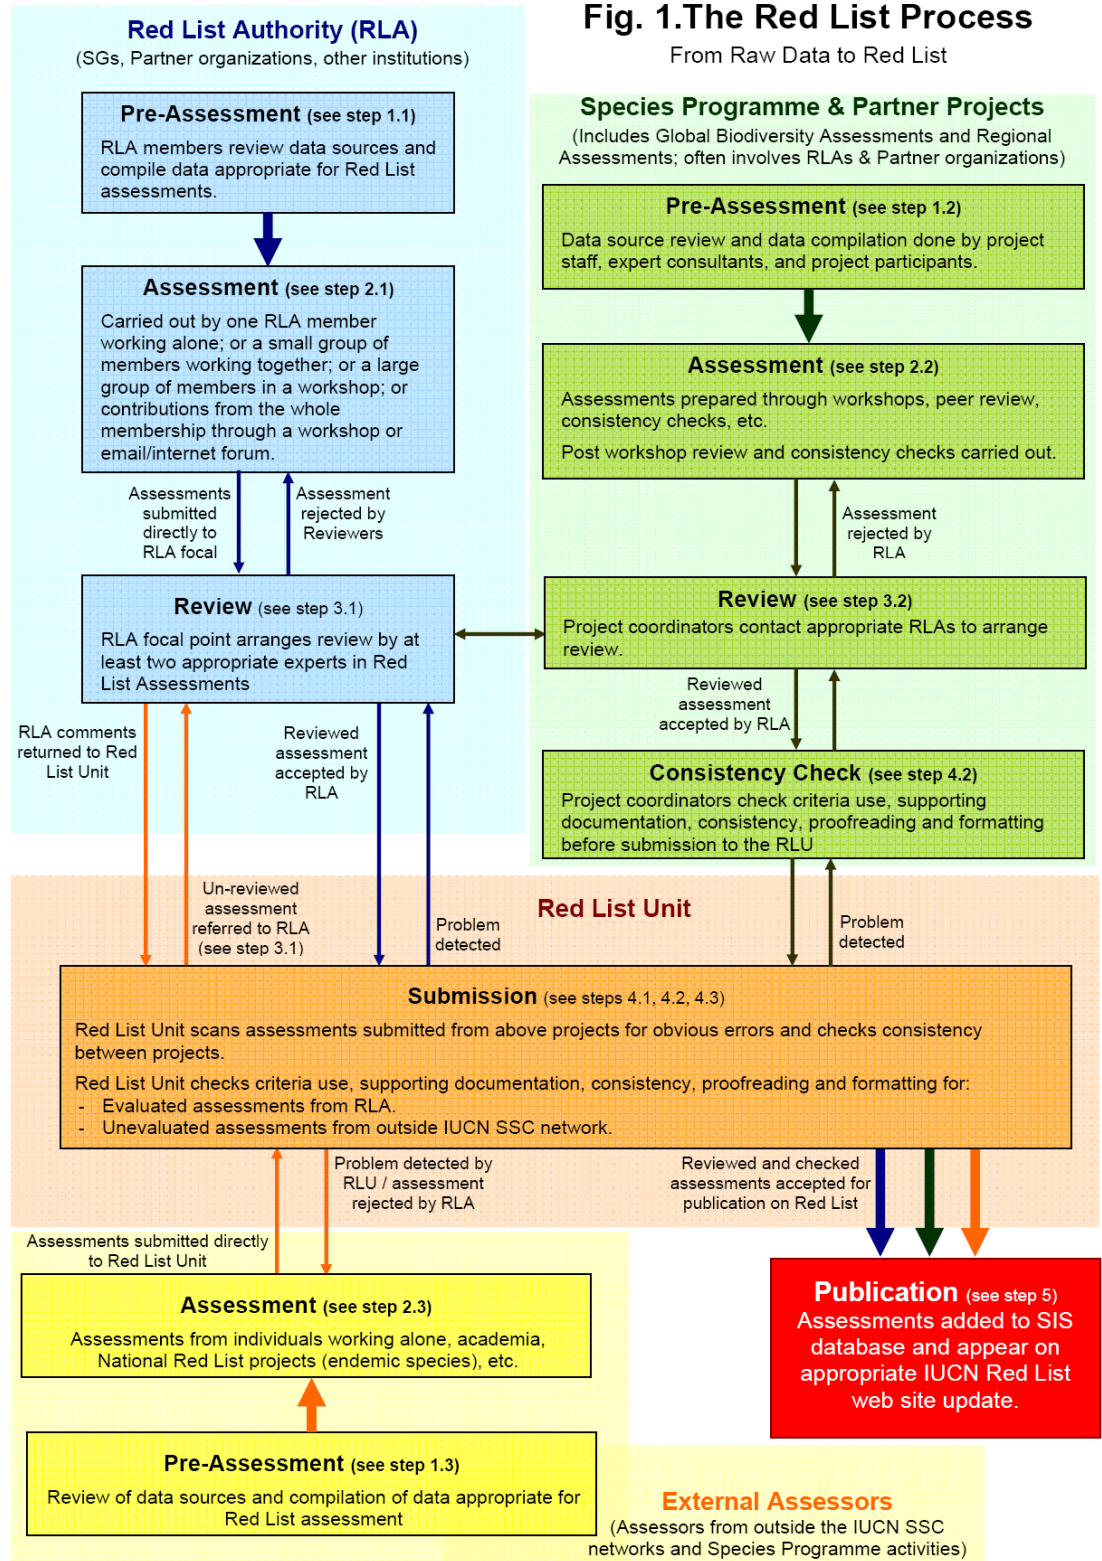 Fig. 1.The Red List Process
From Raw Data to Red List
Red List Authority (RLA)
(SGs, Partner organizations, other institutions)
Pre-Assessment (see step 1.1)
RLA members review data sources and
compile data appropriate for Red List
assessments.
Assessment (see step 2.1)
Carried out by one RLA member
working alone; or a small group of
members working together; or a large
group of members in a workshop; or
contributions from the whole
membership through a workshop or
email/internet forum.
Assessments
submitted
directly to
RLA focal
Assessment
rejected by
Reviewers
Review (see step 3.1)
RLA focal point arranges review by at
least two appropriate experts in Red
List Assessments
RLA comments
returned to Red
List Unit
Reviewed
assessment
accepted by
RLA
Species Programme & Partner Projects
(Includes Global Biodiversity Assessments and Regional
Assessments; often involves RLAs & Partner organizations)
Pre-Assessment (see step 1.2)
Data source review and data compilation done by project
staff, expert consultants, and project participants.
Assessment (see step 2.2)
Assessments prepared through workshops, peer review,
consistency checks, etc.
Post workshop review and consistency checks carried out.
Assessment
rejected by
RLA
Review (see step 3.2)
Project coordinators contact appropriate RLAs to arrange
review.
Reviewed
assessment
accepted by RLA
Consistency Check (see step 4.2)
Project coordinators check criteria use, supporting
documentation, consistency, proofreading and formatting
before submission to the RLU
Red List Unit
Un-reviewed
assessment
referred to RLA
(see step 3.1)
Problem
detected
Problem
detected
Submission (see steps 4.1, 4.2, 4.3)
Red List Unit scans assessments submitted from above projects for obvious errors and checks consistency
between projects.
Red List Unit checks criteria use, supporting documentation, consistency, proofreading and formatting for:
- Evaluated assessments from RLA.
- Unevaluated assessments from outside IUCN SSC network.
Problem detected by
RLU / assessment
rejected by RLA
Reviewed and checked
assessments accepted for
publication on Red List
Assessments submitted directly
to Red List Unit
Assessment (see step 2.3)
Assessments from individuals working alone, academia,
National Red List projects (endemic species), etc.
Pre-Assessment (see step 1.3)
Review of data sources and compilation of data appropriate for
Red List assessment
Publication (see step 5)
Assessments added to SIS
database and appear on
appropriate IUCN Red List
web site update.
External Assessors
(Assessors from outside the IUCN SSC
networks and Species Programme activities)